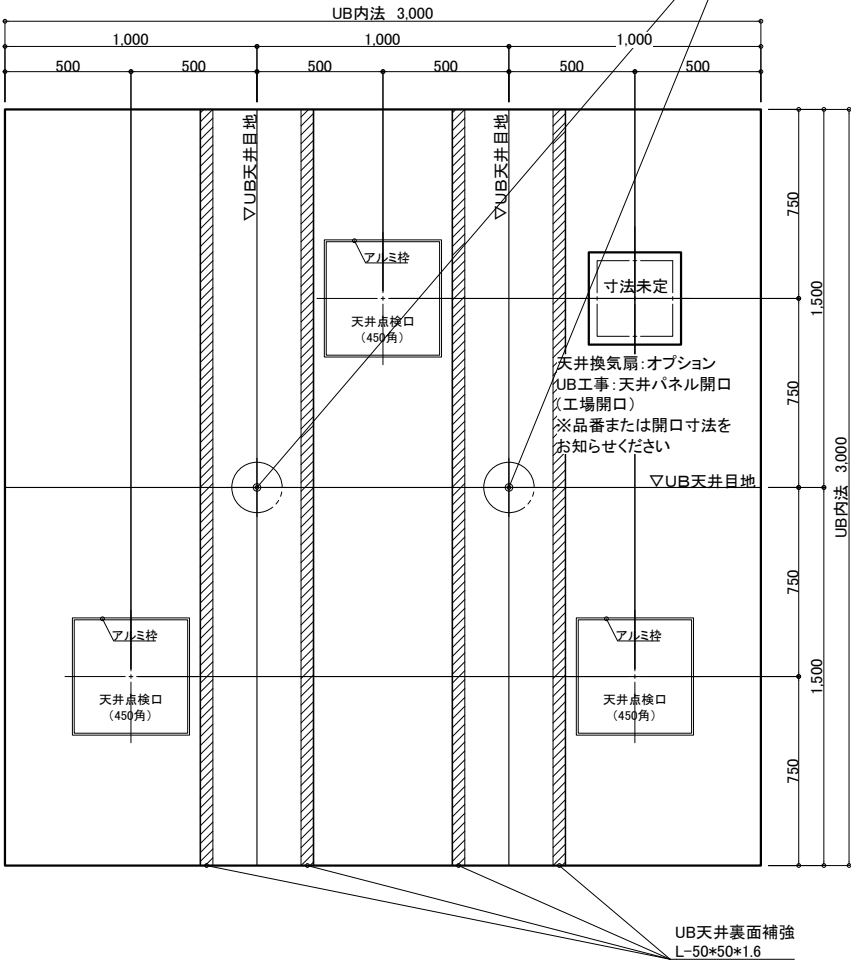 UB内法 3,000
1,000
1,000
1,000
500
500
500
500
500
500
▽UB天井目地
▽UB天井目地
アルミ枠
天井点検口
(450角)
寸法未定
天井換気扇:オプション
UB工事:天井パネル開口
(工場開口)
※品番または開口寸法を
お知らせください
▽UB天井目地
750
750
1,500
UB内法 3,000
750
750
1,500
アルミ枠
天井点検口
(450角)
アルミ枠
天井点検口
(450角)
UB天井裏面補強
L-50*50*1.6